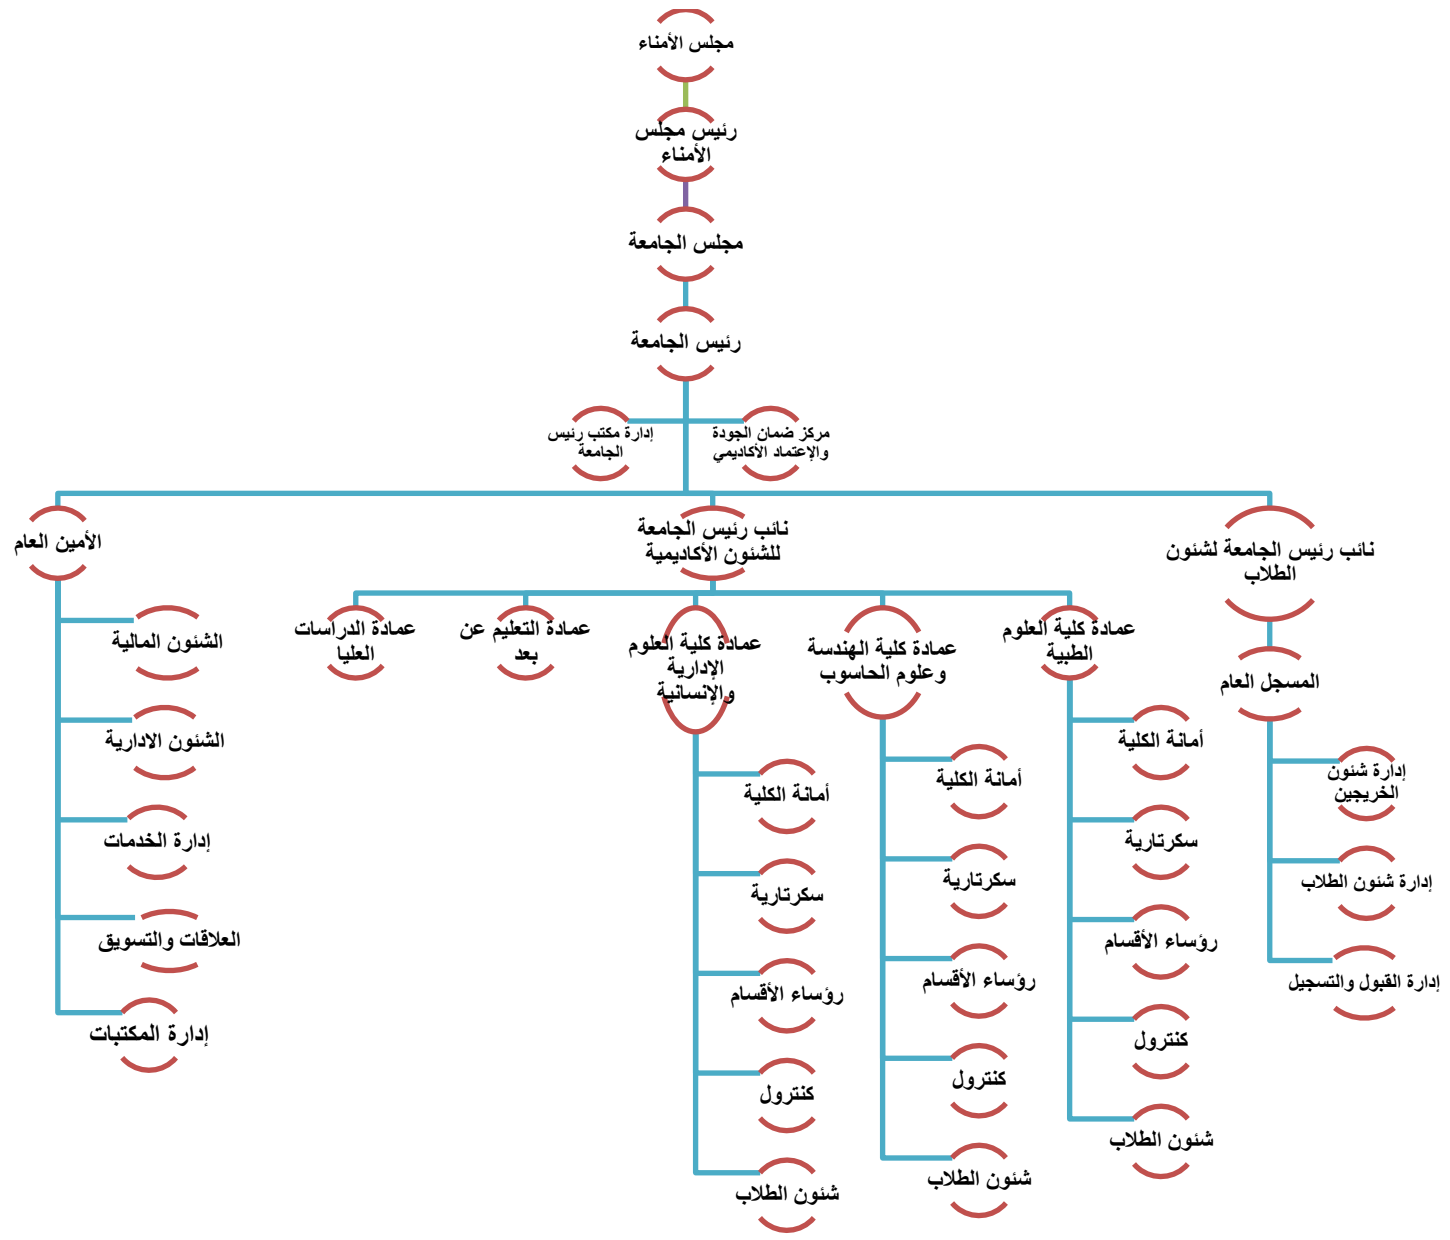 مجلس الأمناء
رئيس مجلس
الأمناء
مجلس الجامعة
رئيس الجامعة
مركز ضمان الجودة
والإعتماد الأكاديمي
إدارة مكتب رئيس
الجامعة
نائب رئيس الجامعة لشئون
الطلاب
المسجل العام
إدارة شئون
الخريجين
إدارة شئون الطلاب
إدارة القبول والتسجيل
نائب رئيس الجامعة
للشئون الأكاديمية
عمادة كلية العلوم
الطبية
أمانة الكلية
سكرتارية
رؤساء الأقسام
كنترول
شئون الطلاب
عمادة كلية الهندسة
وعلوم الحاسوب
أمانة الكلية
سكرتارية
رؤساء الأقسام
كنترول
شئون الطلاب
عمادة كلية العلوم
الإدارية
والإنسانية
أمانة الكلية
سكرتارية
رؤساء الأقسام
كنترول
شئون الطلاب
عمادة التعليم عن
بعد
عمادة الدراسات
العليا
الأمين العام
الشئون المالية
الشئون الادارية
إدارة الخدمات
العلاقات والتسويق
إدارة المكتبات